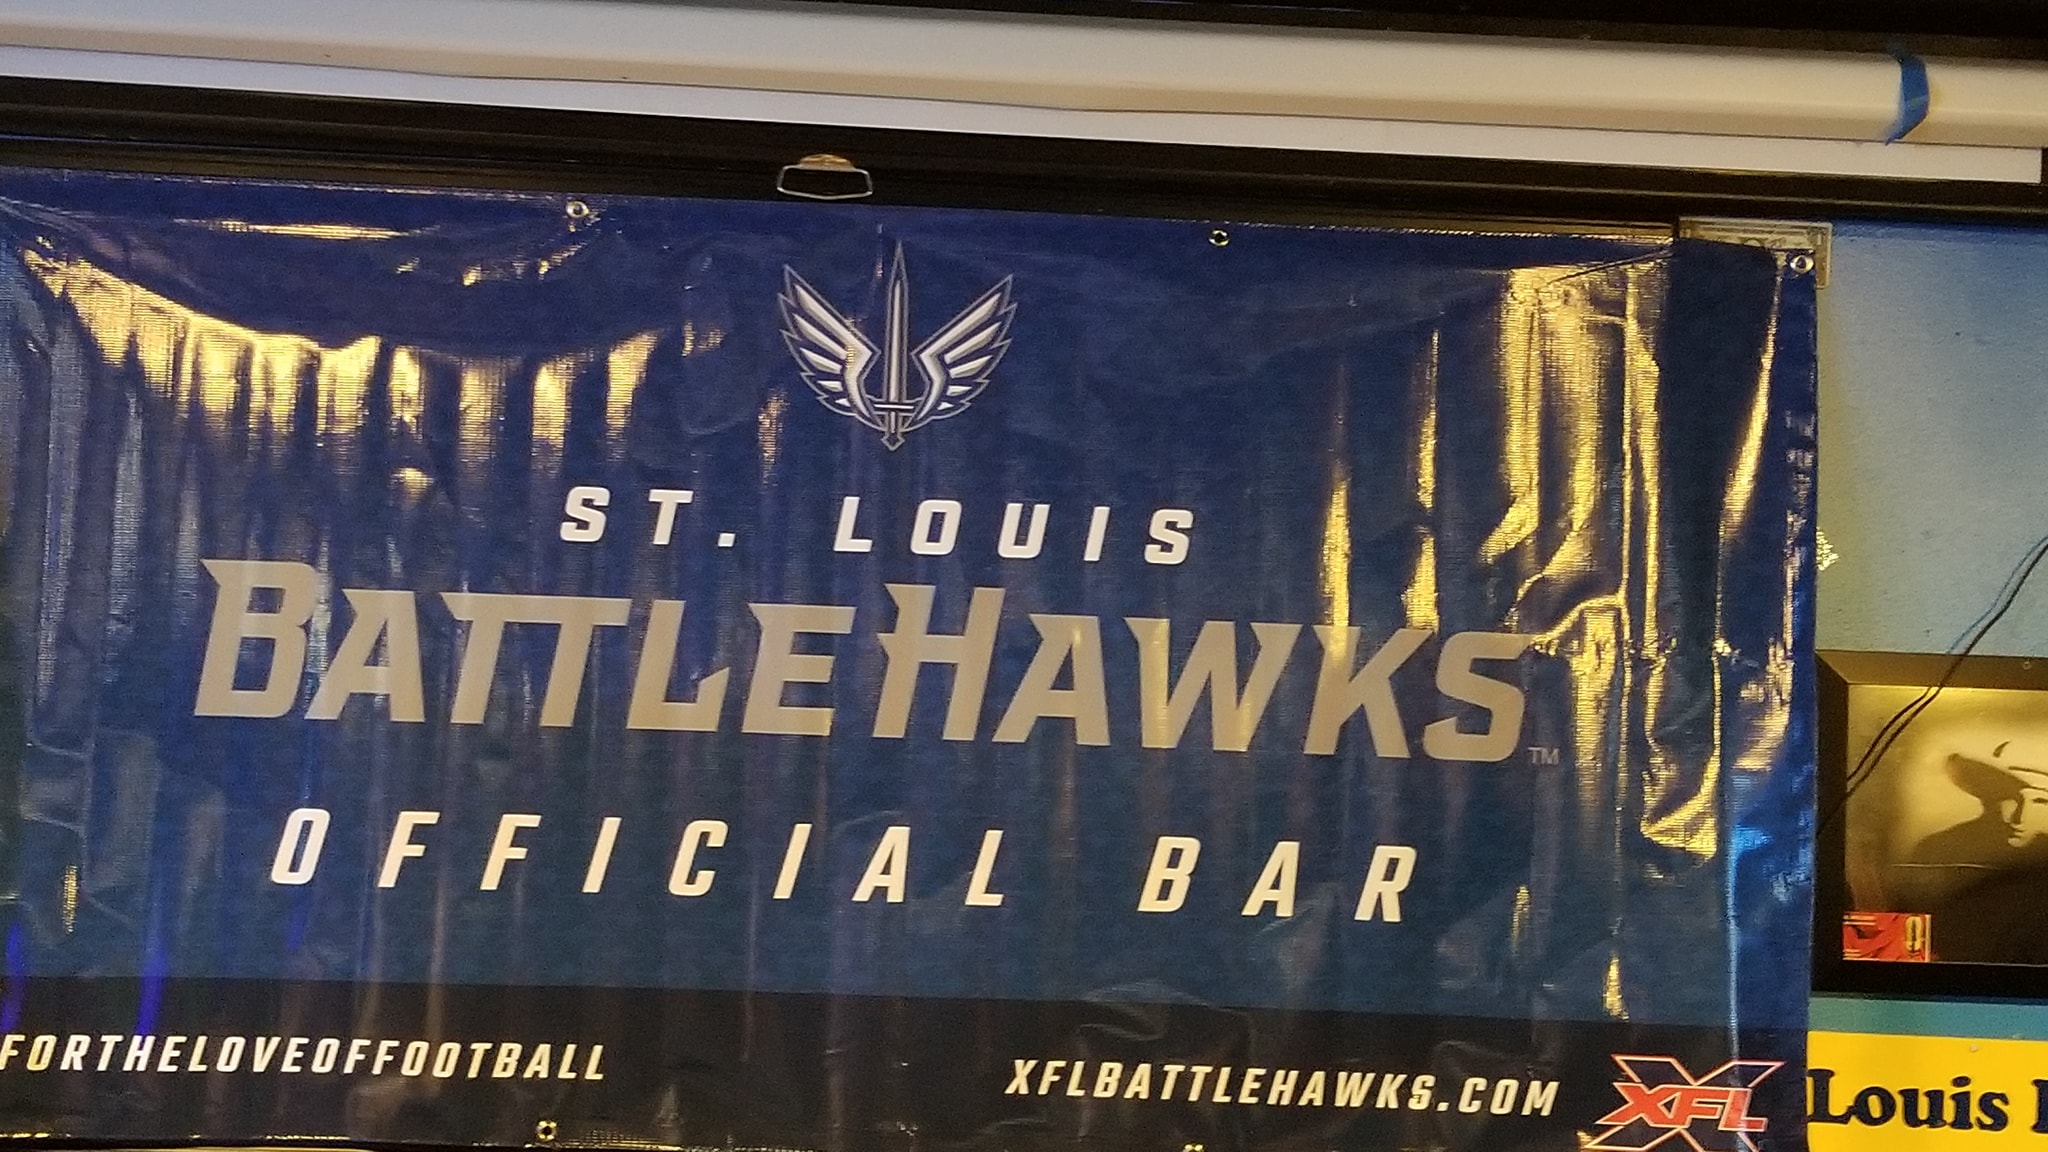 ST. LOUIS
BATTLEHAWKS™
OFFICIAL BAR
FORTHELOVEOFFOOTBALL
XFLBATTLEHAWKS.COM
XFL
Louis